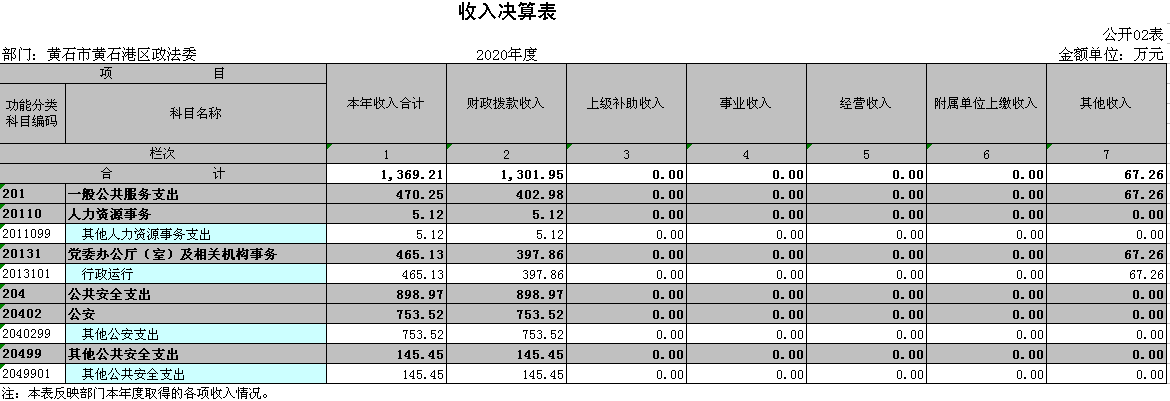 收入决算表
公开02表
部门：黄石市黄石港区政法委 2020年度 金额单位：万元
项 目
功能分类科目编码 科目名称 本年收入合计 财政拨款收入 上级补助收入 事业收入 经营收入 附属单位上缴收入 其他收入
栏次 1 2 3 4 5 6 7
合 计 1,369.21 1,301.95 0.00 0.00 0.00 0.00 67.26
201 一般公共服务支出 470.25 402.98 0.00 0.00 0.00 0.00 67.26
20110 人力资源事务 5.12 5.12 0.00 0.00 0.00 0.00 0.00
2011099 其他人力资源事务支出 5.12 5.12 0.00 0.00 0.00 0.00 0.00
20131 党委办公厅（室）及相关机构事务 465.13 397.86 0.00 0.00 0.00 0.00 67.26
2013101 行政运行 465.13 397.86 0.00 0.00 0.00 0.00 67.26
204 公共安全支出 898.97 898.97 0.00 0.00 0.00 0.00 0.00
20402 公安 753.52 753.52 0.00 0.00 0.00 0.00 0.00
2040299 其他公安支出 753.52 753.52 0.00 0.00 0.00 0.00 0.00
20499 其他公共安全支出 145.45 145.45 0.00 0.00 0.00 0.00 0.00
2049901 其他公共安全支出 145.45 145.45 0.00 0.00 0.00 0.00 0.00
注：本表反映部门本年度取得的各项收入情况。